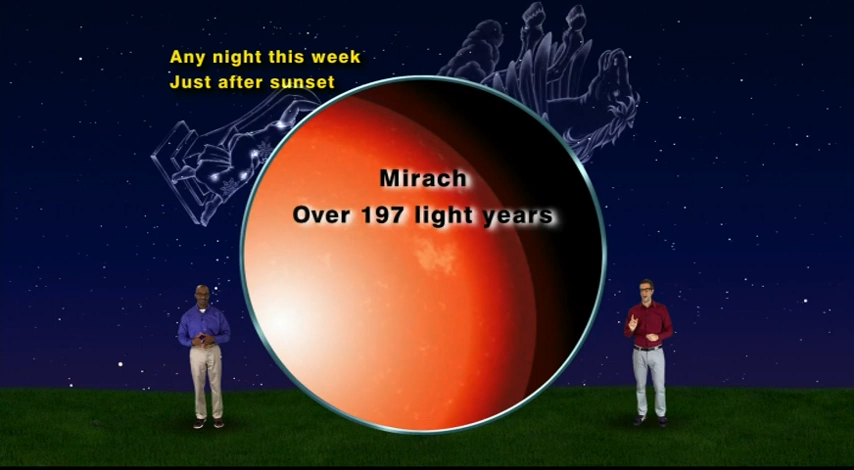 Any night this week
Just after sunset
Mirach
Over 197 light years